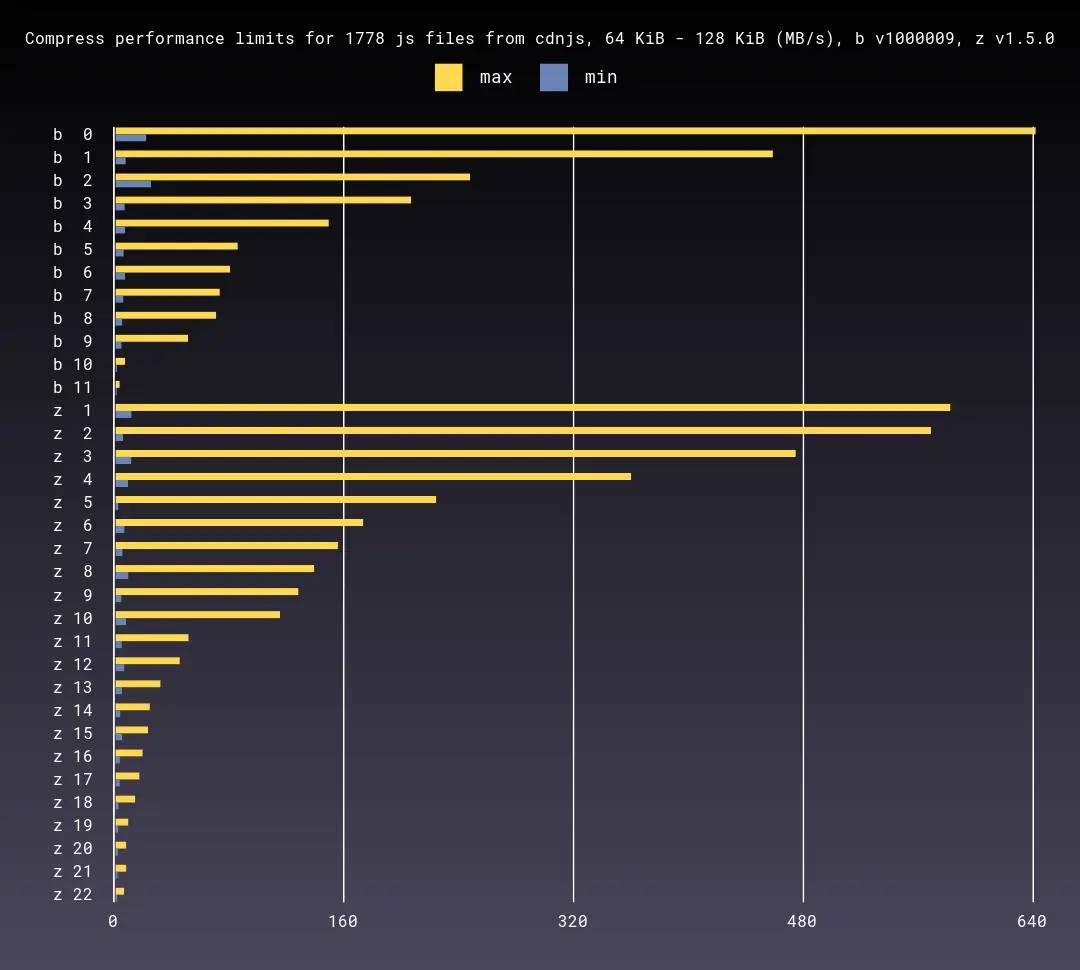 Compress performance limits for 1778 js files from cdnjs, 64 KiB - 128 KiB (MB/s), b v1000009, z v1.5.0
max min
b 0
b 1
b 2
b 3
b 4
b 5
b 6
b 7
b 8
b 9
b 10
b 11
z 1
z 2
z 3
z 4
z 5
z 6
z 7
z 8
z 9
z 10
z 11
z 12
z 13
z 14
z 15
z 16
z 17
z 18
z 19
z 20
z 21
z 22
0 160 320 480 640